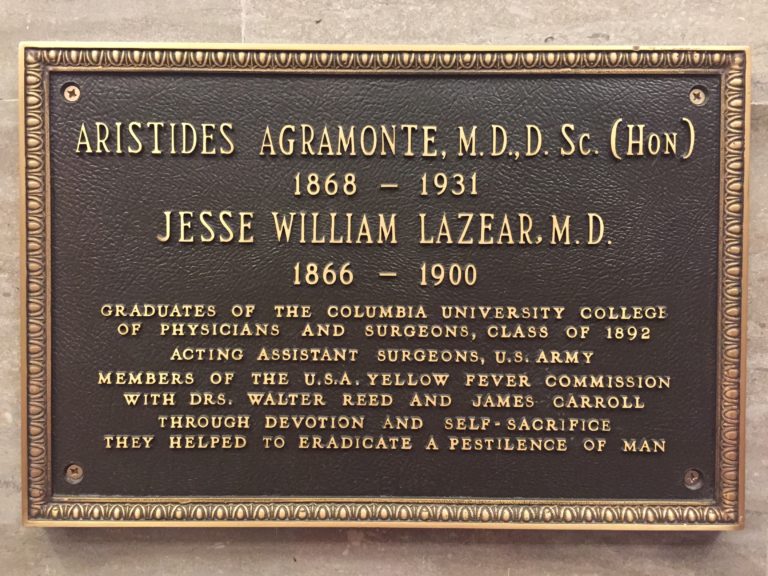 ARISTIDES AGRAMONTE, M.D., D. Sc. (HON)
1868 – 1931
JESSE WILLIAM LAZEAR, M.D.
1866 – 1900
GRADUATES OF THE COLUMBIA UNIVERSITY COLLEGE
OF PHYSICIANS AND SURGEONS, CLASS OF 1892
ACTING ASSISTANT SURGEONS, U.S. ARMY
MEMBERS OF THE U.S.A. YELLOW FEVER COMMISSION
WITH DRS. WALTER REED AND JAMES CARROLL
THROUGH DEVOTION AND SELF-SACRIFICE
THEY HELPED TO ERADICATE A PESTILENCE OF MAN